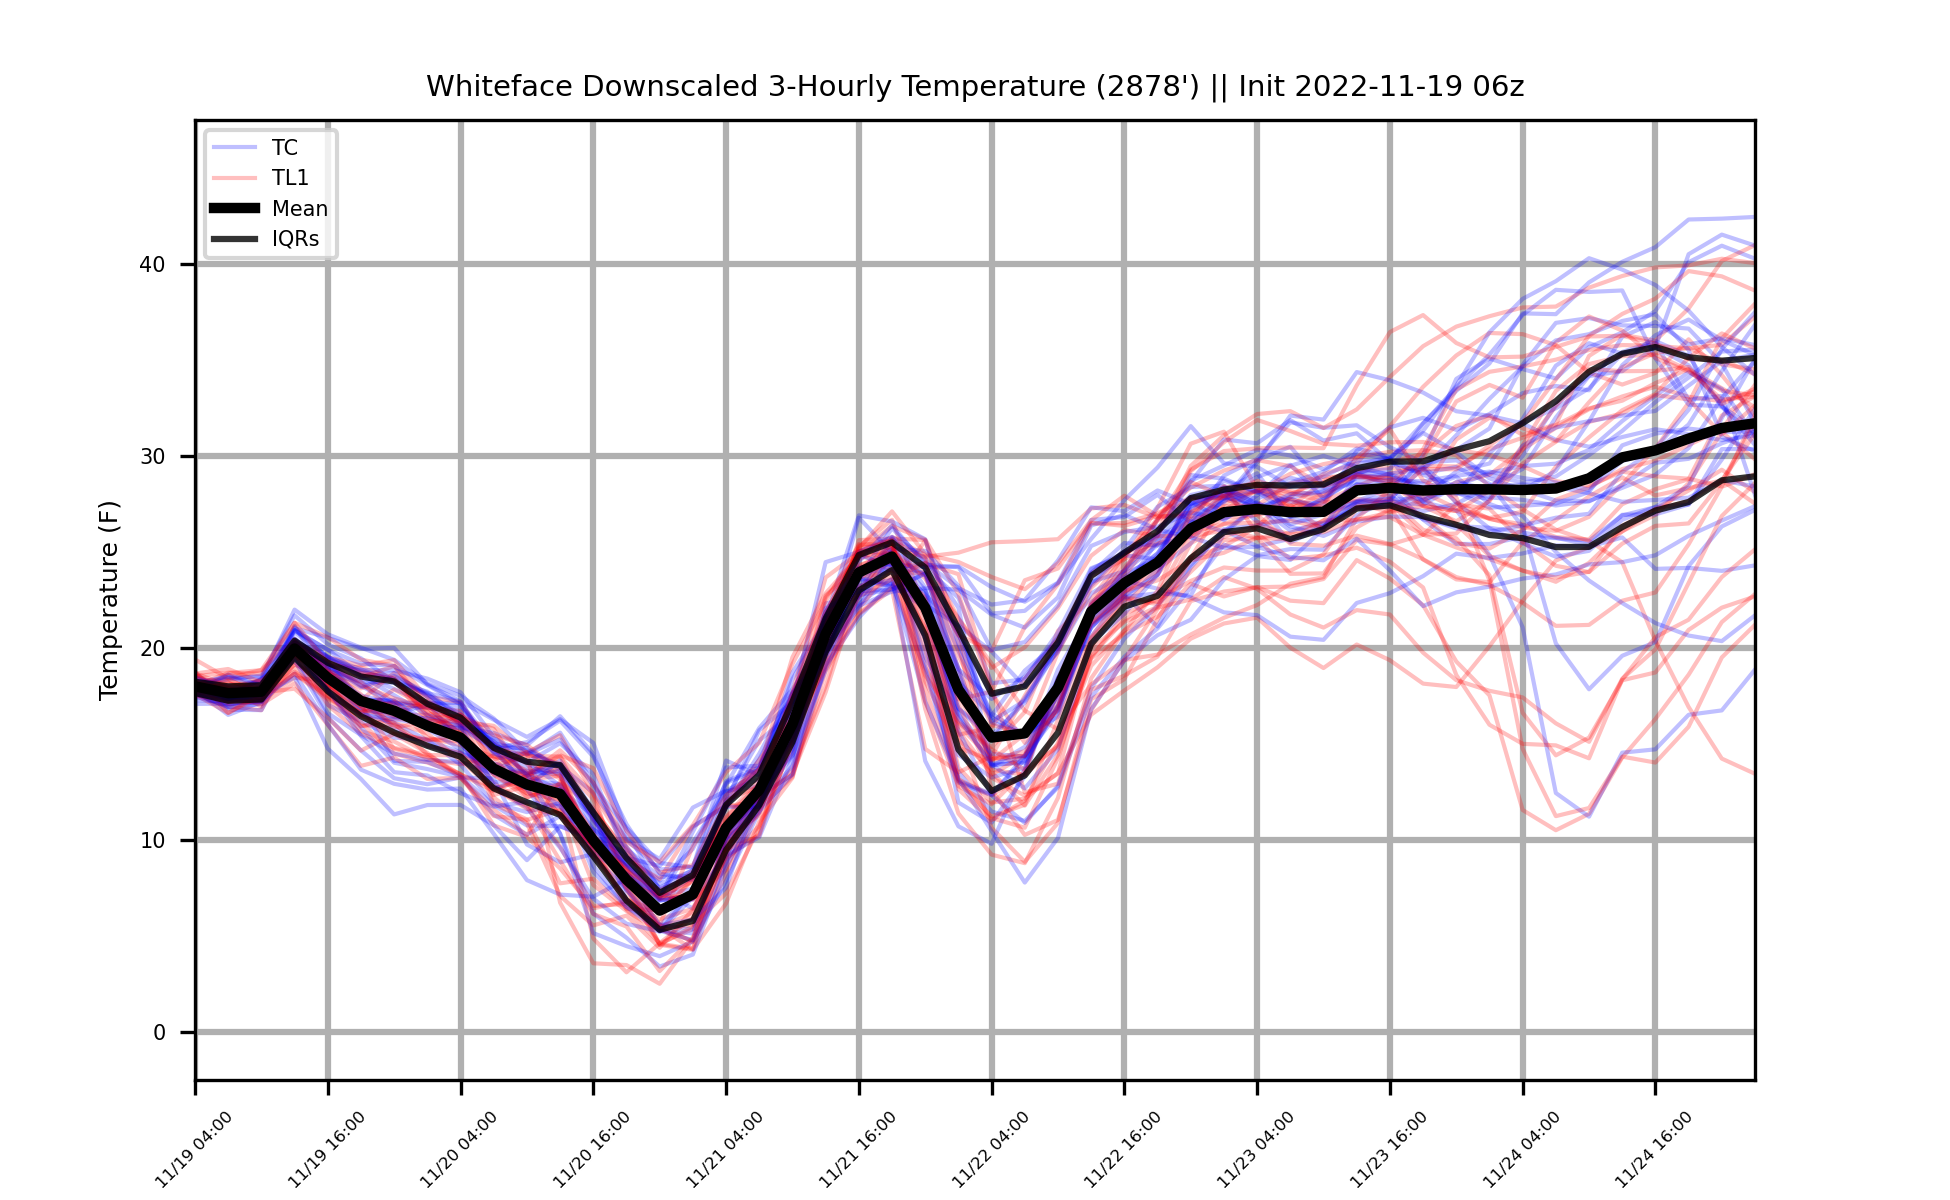 Whiteface Downscaled 3-Hourly Temperature (2878') || Init 2022-11-19 06z
TC
TL1
Mean
IQRs
Temperature (F)
40
30
20
10
0
11/19 04:00
11/19 16:00
11/20 04:00
11/20 16:00
11/21 04:00
11/21 16:00
11/22 04:00
11/22 16:00
11/23 04:00
11/23 16:00
11/24 04:00
11/24 16:00